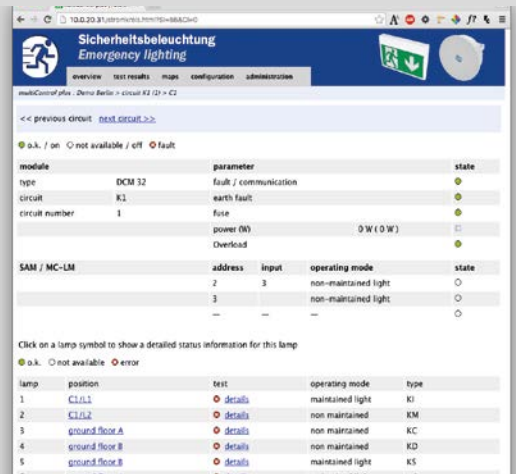 10.0.20.31/stromkreis.html?SI=86&CI=0
Sicherheitsbeleuchtung
Emergency lighting
overview test results maps configuration administration
multiControl plus : Demo Berlin > circuit K1 (1) > C1
<< previous circuit next circuit >>
o.k. / on not available / off fault
module parameter state
type DCM 32 fault / communication
circuit K1 earth fault
circuit number 1 fuse
power (W) 0 W ( 0 W )
Overload
SAM / MC-LM address input operating mode state
2 3 non-maintained light
3 non-maintained light
— — —
Click on a lamp symbol to show a detailed status information for this lamp
o.k. not available error
lamp position test operating mode type
1 C1/L1 details maintained light KJ
2 C1/L2 details non maintained KM
3 ground floor A details non maintained KC
4 ground floor B details non maintained KD
5 ground floor B details maintained light KS